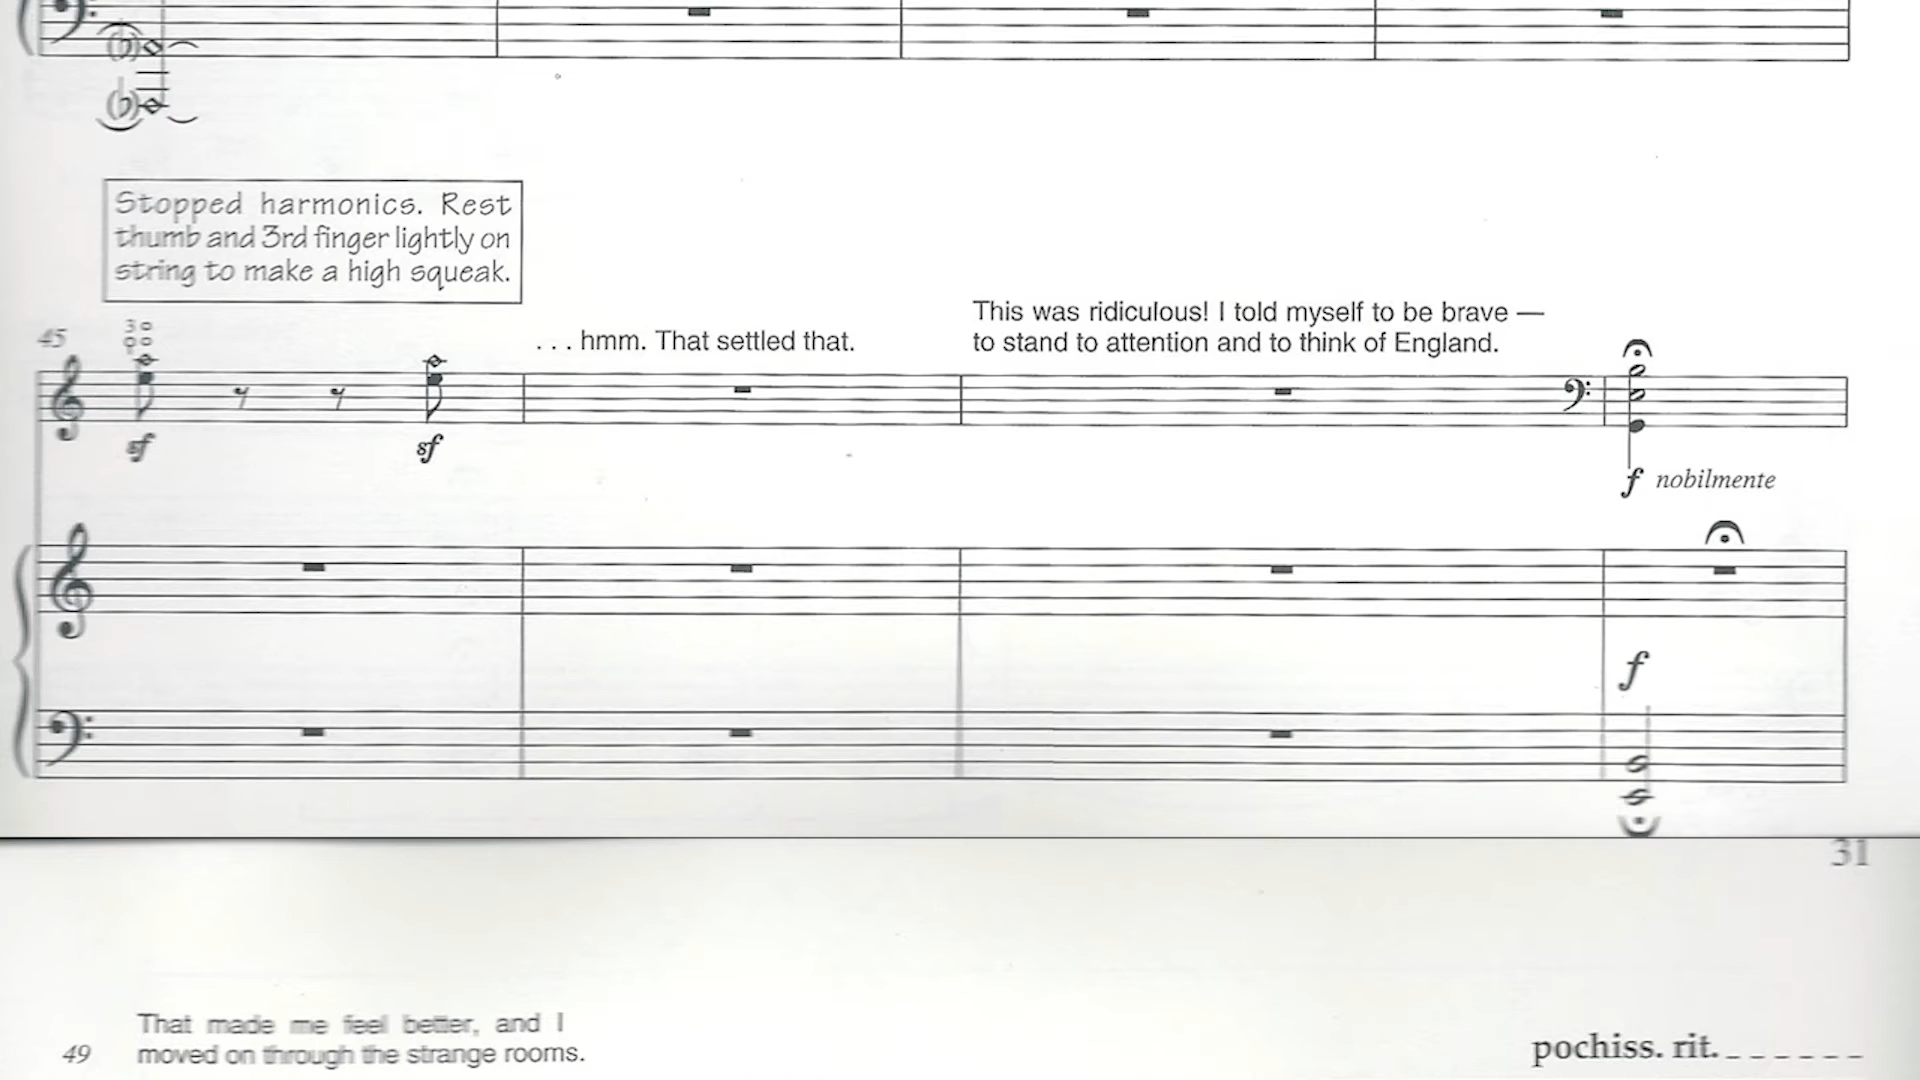 Stopped harmonics. Rest
thumb and 3rd finger lightly on
string to make a high squeak.
45
3
sf
sf
. . . hmm. That settled that.
This was ridiculous! I told myself to be brave —
to stand to attention and to think of England.
f nobilmente
f
31
That made me feel better, and I
49 moved on through the strange rooms.
pochiss. rit.